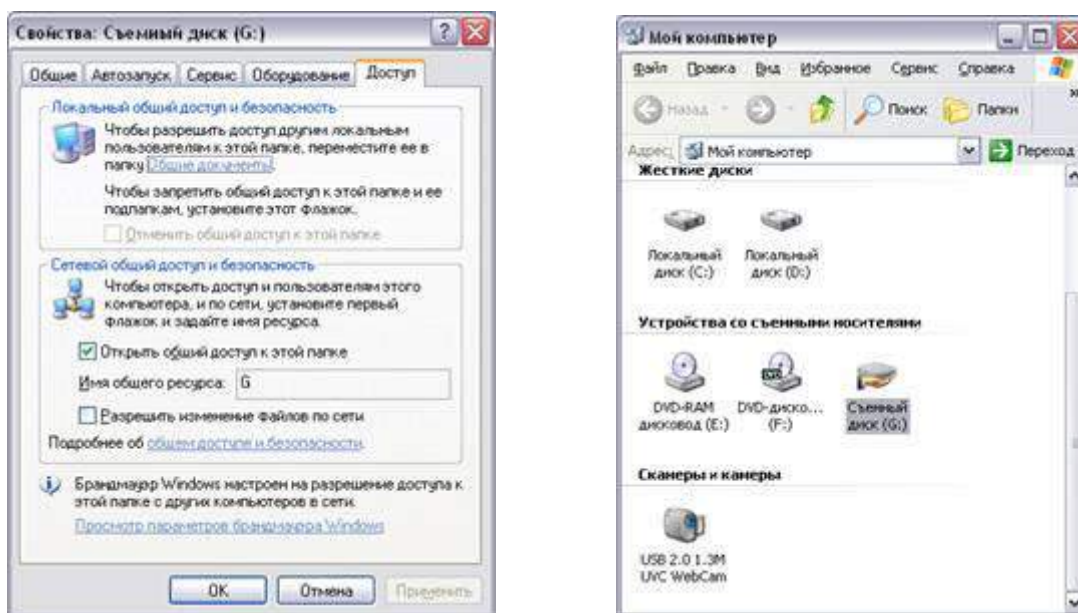 Свойства: Съемный диск (G:)
Общие Автозапуск Сервис Оборудование Доступ
Локальный общий доступ и безопасность
Чтобы разрешить доступ другим локальным
пользователям к этой папке, переместите ее в
папку Общие документы.
Чтобы запретить общий доступ к этой папке и ее
подпапкам, установите этот флажок.
Отменить общий доступ к этой папке
Сетевой общий доступ и безопасность
Чтобы открыть доступ и пользователям этого
компьютера, и по сети, установите первый
флажок и задайте имя ресурса.
Открыть общий доступ к этой папке
Имя общего ресурса: G
Разрешить изменение файлов по сети
Подробнее об общем доступе и безопасности.
Брандмауэр Windows настроен на разрешение доступа к
этой папке с других компьютеров в сети.
Просмотр параметров брандмауэра Windows
OK Отмена Применить
Мой компьютер
Файл Правка Вид Избранное Сервис Справка
Назад Поиск Папки
Адрес: Мой компьютер Переход
Жесткие диски
Локальный диск (C:) Локальный диск (D:)
Устройства со съемными носителями
DVD-RAM дисковод (E:) DVD-диско... (F:) Съемный диск (G:)
Сканеры и камеры
USB 2.0 1.3M
UVC WebCam